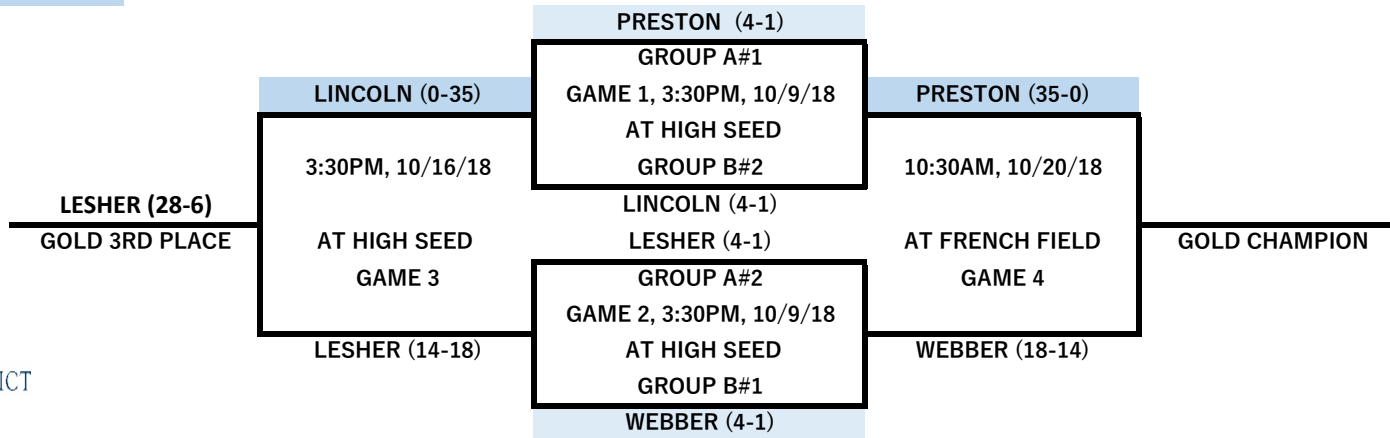 PRESTON (4-1)
GROUP A#1
LINCOLN (0-35) GAME 1, 3:30PM, 10/9/18 PRESTON (35-0)
AT HIGH SEED
3:30PM, 10/16/18 GROUP B#2 10:30AM, 10/20/18
LESHER (28-6) LINCOLN (4-1)
GOLD 3RD PLACE AT HIGH SEED LESHER (4-1) AT FRENCH FIELD GOLD CHAMPION
GAME 3 GROUP A#2 GAME 4
GAME 2, 3:30PM, 10/9/18
LESHER (14-18) AT HIGH SEED WEBBER (18-14)
ICT GROUP B#1
WEBBER (4-1)